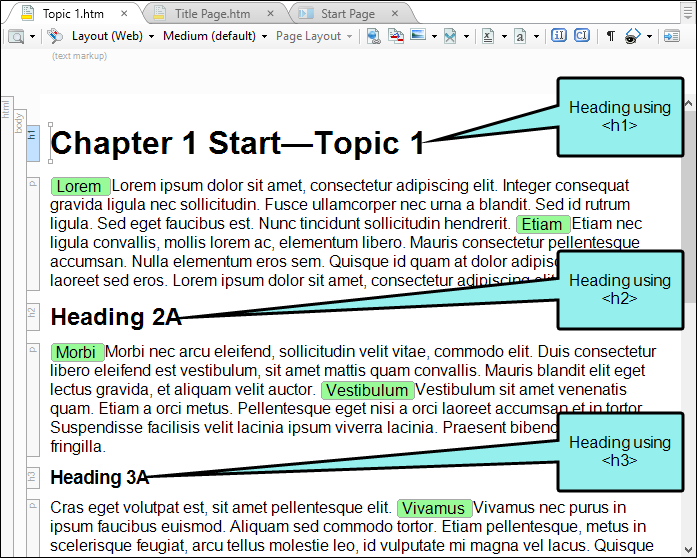 Topic 1.htm Title Page.htm Start Page
Layout (Web) Medium (default) Page Layout
(text markup)
html
body
h1
Chapter 1 Start—Topic 1
Heading using
<h1>
p
Lorem Lorem ipsum dolor sit amet, consectetur adipiscing elit. Integer consequat
gravida ligula nec sollicitudin. Fusce ullamcorper nec urna a blandit. Sed id rutrum
ligula. Sed eget faucibus est. Nunc tincidunt sollicitudin hendrerit. Etiam Etiam nec
ligula convallis, mollis lorem ac, elementum libero. Mauris consectetur pellentesque
accumsan. Nulla elementum eros sem. Quisque id quam at dolor
laoreet sed eros. Lorem ipsum dolor sit amet, consectetur adipiscing elit
Heading using
<h2>
h2
Heading 2A
p
Morbi Morbi nec arcu eleifend, sollicitudin velit vitae, commodo elit. Duis consectetur
libero eleifend est vestibulum, sit amet mattis quam convallis. Mauris blandit elit eget
lectus gravida, et aliquam velit auctor. Vestibulum Vestibulum sit amet venenatis
quam. Etiam a orci metus. Pellentesque eget nisi a orci laoreet accumsan et in tortor.
Suspendisse facilisis velit lacinia ipsum viverra lacinia. Praesent
fringilla.
Heading using
<h3>
h3
Heading 3A
p
Cras eget volutpat est, sit amet pellentesque elit. Vivamus Vivamus nec purus in
ipsum faucibus euismod. Aliquam sed commodo tortor. Etiam pellentesque, metus in
scelerisque feugiat, arcu tellus molestie leo, id vulputate mi magna vel lacus. Quisque